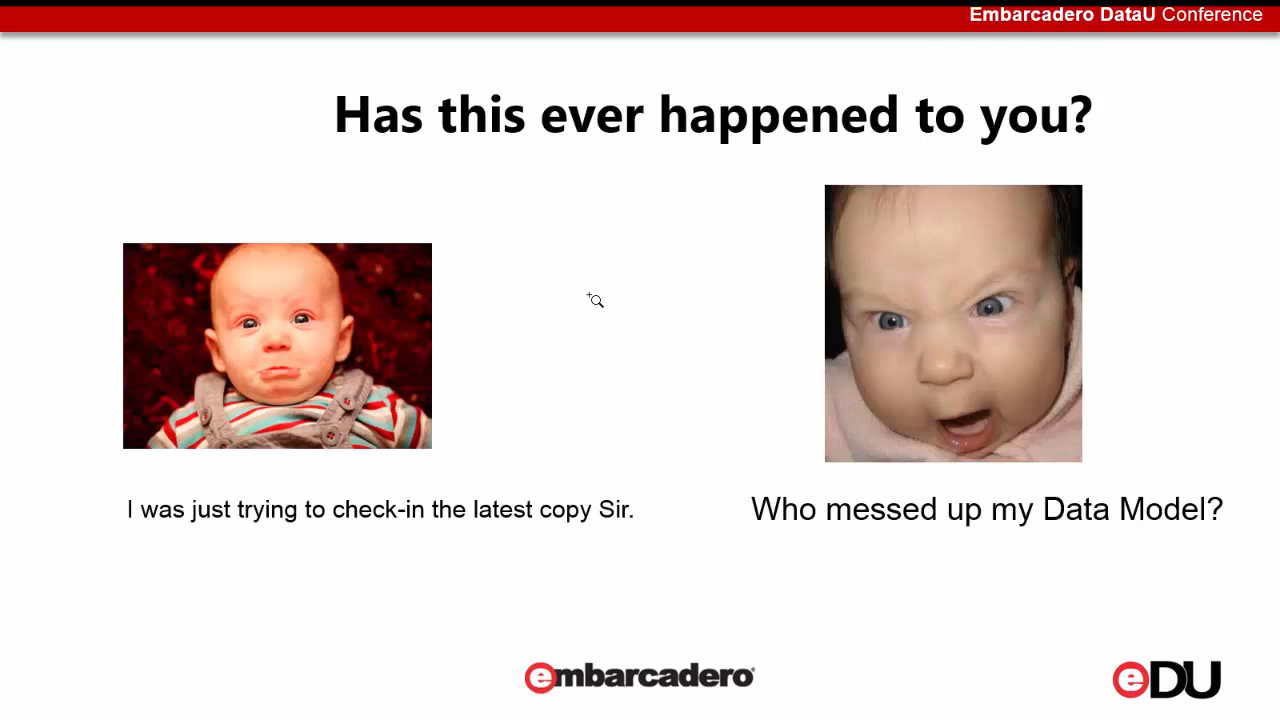 Embarcadero DataU Conference
Has this ever happened to you?
I was just trying to check-in the latest copy Sir.
Who messed up my Data Model?
embarcadero
eDU